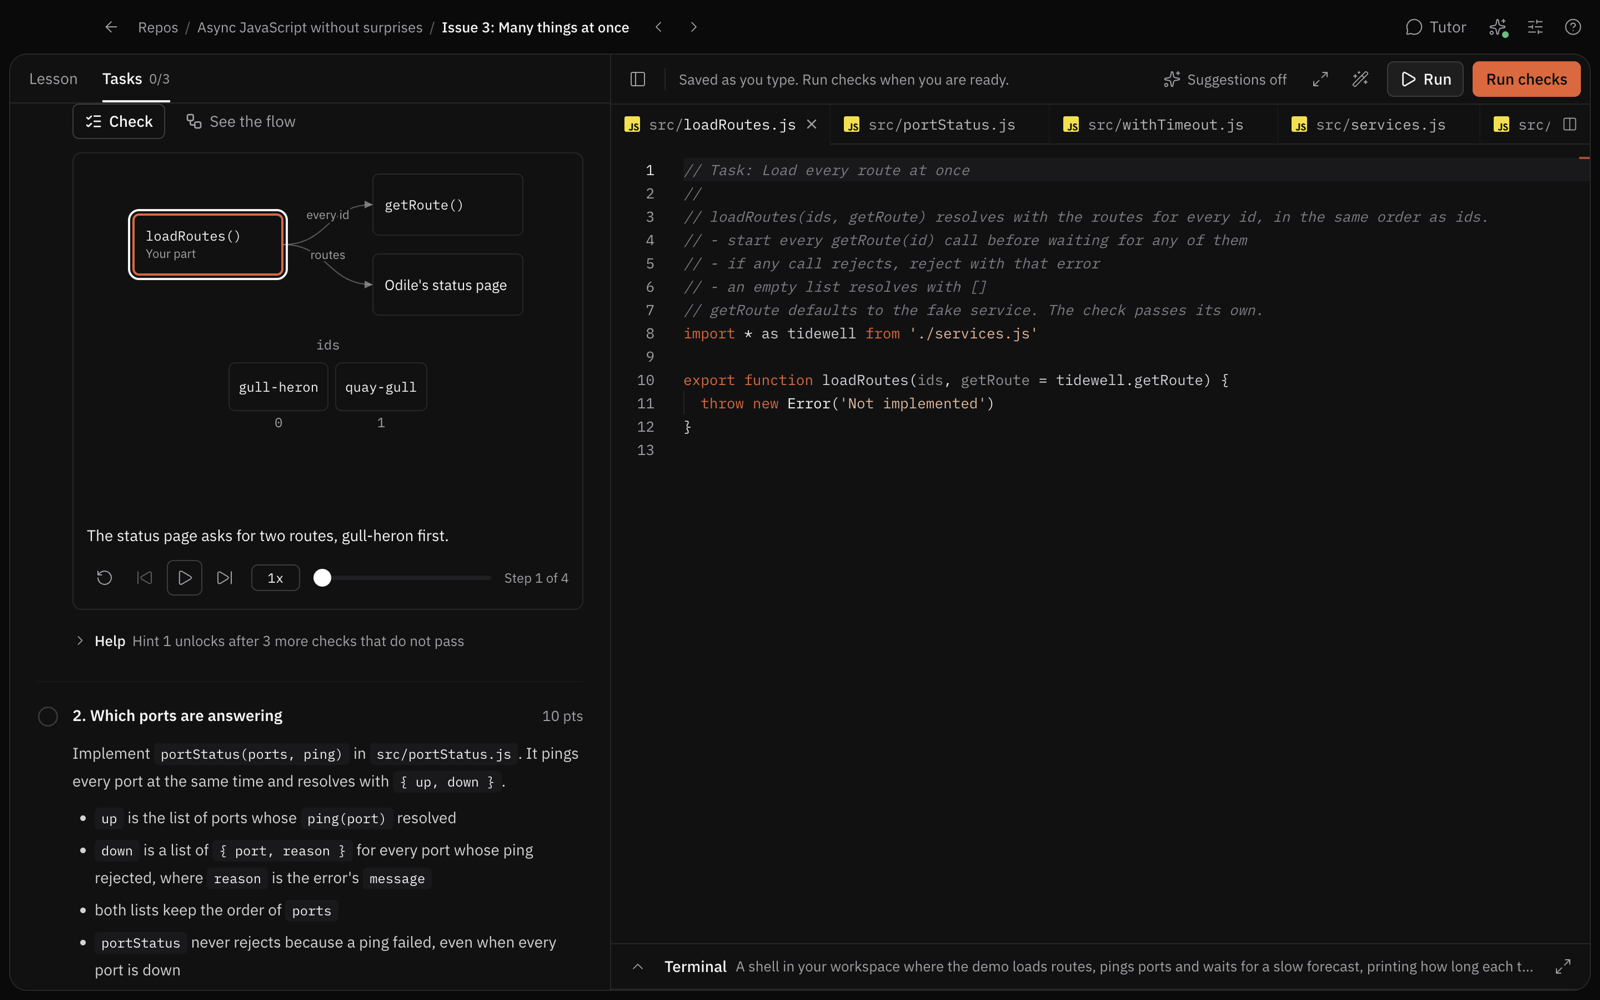 Repos / Async JavaScript without surprises / Issue 3: Many things at once
Tutor
Lesson
Tasks 0/3
Check
See the flow
loadRoutes()
Your part
every id
routes
getRoute()
Odile's status page
ids
gull-heron
quay-gull
0
1
The status page asks for two routes, gull-heron first.
1x
Step 1 of 4
Help Hint 1 unlocks after 3 more checks that do not pass
2. Which ports are answering
10 pts
Implement portStatus(ports, ping) in src/portStatus.js. It pings
every port at the same time and resolves with { up, down }.
• up is the list of ports whose ping(port) resolved
• down is a list of { port, reason } for every port whose ping
rejected, where reason is the error's message
• both lists keep the order of ports
• portStatus never rejects because a ping failed, even when every
port is down
Saved as you type. Run checks when you are ready.
Suggestions off
Run
Run checks
JS src/loadRoutes.js
JS src/portStatus.js
JS src/withTimeout.js
JS src/services.js
JS src/
1 // Task: Load every route at once
2 //
3 // loadRoutes(ids, getRoute) resolves with the routes for every id, in the same order as ids.
4 // - start every getRoute(id) call before waiting for any of them
5 // - if any call rejects, reject with that error
6 // - an empty list resolves with []
7 // getRoute defaults to the fake service. The check passes its own.
8 import * as tidewell from './services.js'
9
10 export function loadRoutes(ids, getRoute = tidewell.getRoute) {
11 throw new Error('Not implemented')
12 }
13
Terminal A shell in your workspace where the demo loads routes, pings ports and waits for a slow forecast, printing how long each t...